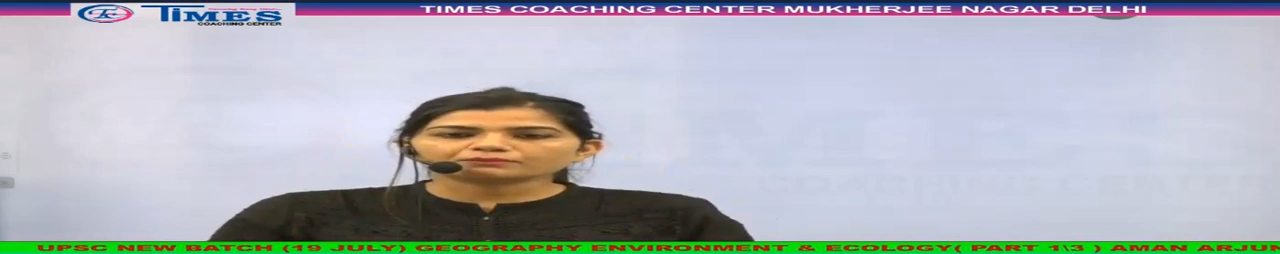 TIMES
COACHING CENTER
TIMES COACHING CENTER MUKHERJEE NAGAR DELHI
UPSC NEW BATCH (19 JULY) GEOGRAPHY ENVIRONMENT & ECOLOGY( PART 1\3 ) AMAN ARJUN